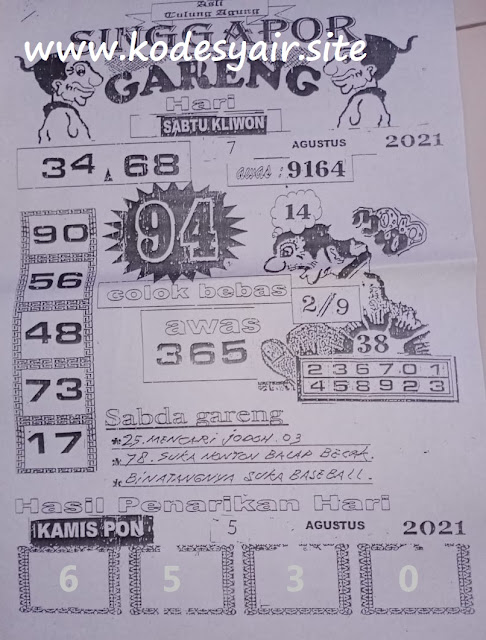 Asli
Tulung Agung
SINGGAPOR
www.kodesyair.site
GARENG
Hari
SABTU KLIWON
7 AGUSTUS 2021
34 68
9164
94
14
90
56
48
73
17
colok bebas
2//9
awas
365
38
236701
458923
Sabda gareng
*25. MENCARI JODOH. 03
*78. SUKA NONTON BALAP BECAK.
*BINATANGNYA SUKA BASEBALL.
Hasil Penarikan Hari
KAMIS PON 5 AGUSTUS 2021
6 5 3 0